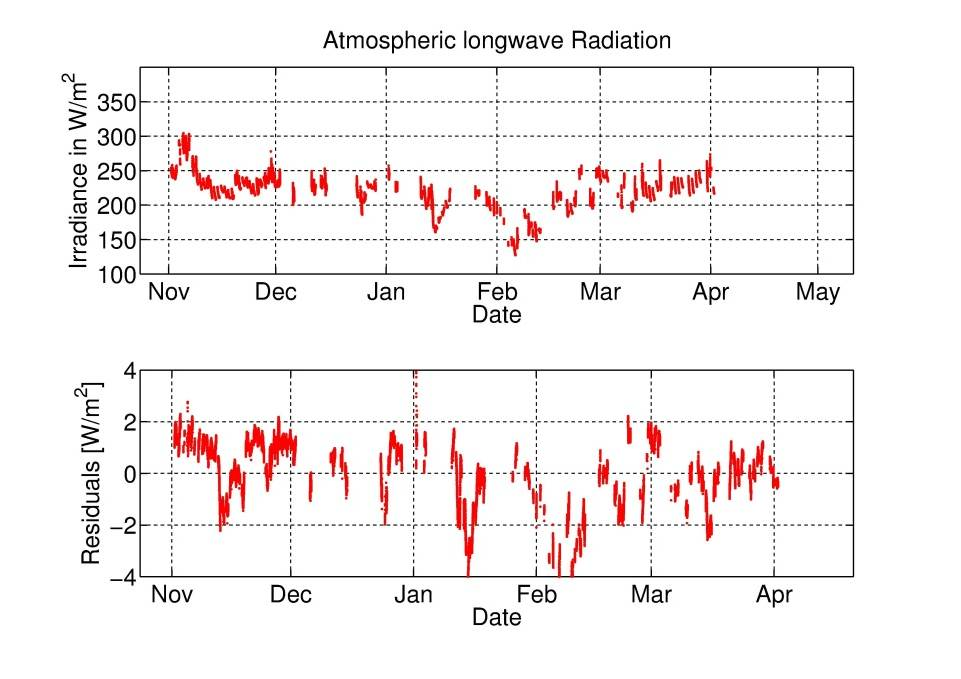 Atmospheric longwave Radiation
Irradiance in W/m²
350
300
250
200
150
100
Nov Dec Jan Feb Mar Apr May
Date
Residuals [W/m²]
4
2
0
−2
−4
Nov Dec Jan Feb Mar Apr
Date